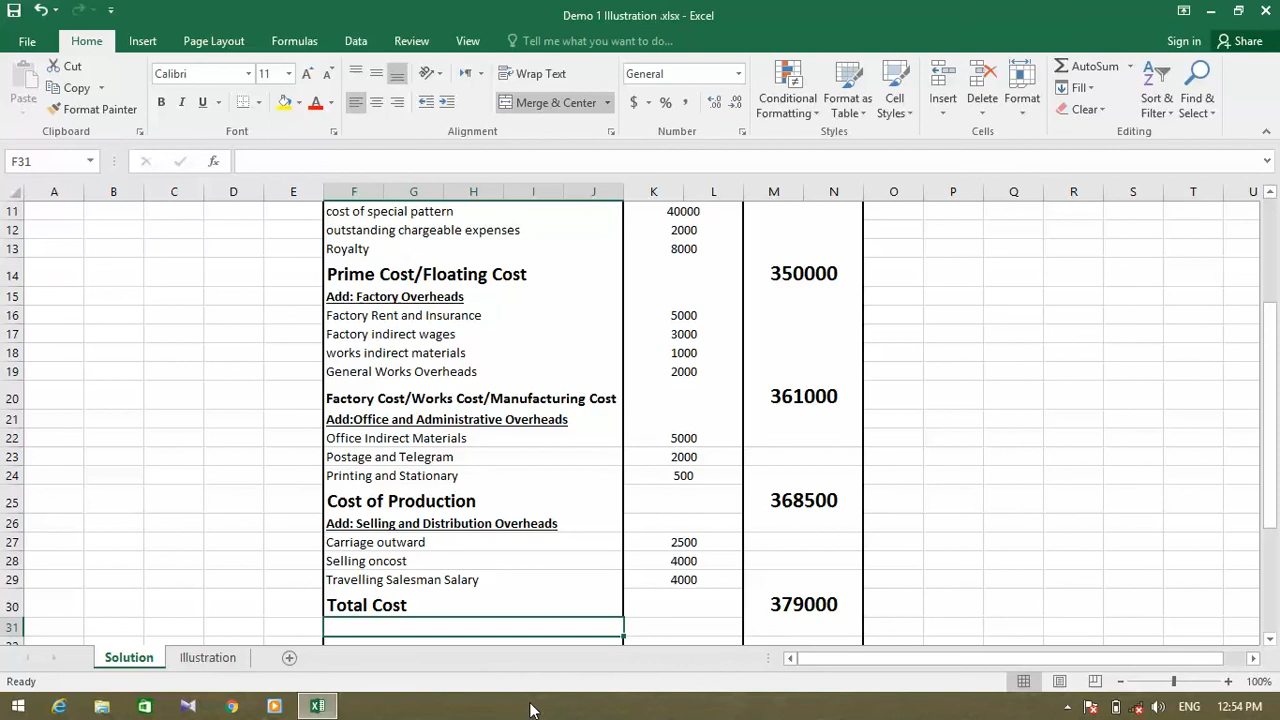 Demo 1 Illustration .xlsx - Excel
File Home Insert Page Layout Formulas Data Review View Tell me what you want to do... Sign in Share
Paste Cut Copy Format Painter
Calibri 11
B I U A
Wrap Text
Merge & Center
General
$ % ,
Conditional Formatting Format as Table Cell Styles
Insert Delete Format
AutoSum Fill Clear
Sort & Filter Find & Select
Clipboard Font Alignment Number Styles Cells Editing
F31 fx
A B C D E F G H I J K L M N O P Q R S T U
11 cost of special pattern 40000
12 outstanding chargeable expenses 2000
13 Royalty 8000
14 Prime Cost/Floating Cost 350000
15 Add: Factory Overheads
16 Factory Rent and Insurance 5000
17 Factory indirect wages 3000
18 works indirect materials 1000
19 General Works Overheads 2000
20 Factory Cost/Works Cost/Manufacturing Cost 361000
21 Add:Office and Administrative Overheads
22 Office Indirect Materials 5000
23 Postage and Telegram 2000
24 Printing and Stationary 500
25 Cost of Production 368500
26 Add: Selling and Distribution Overheads
27 Carriage outward 2500
28 Selling oncost 4000
29 Travelling Salesman Salary 4000
30 Total Cost 379000
31
Solution Illustration
Ready 100%
ENG 12:54 PM